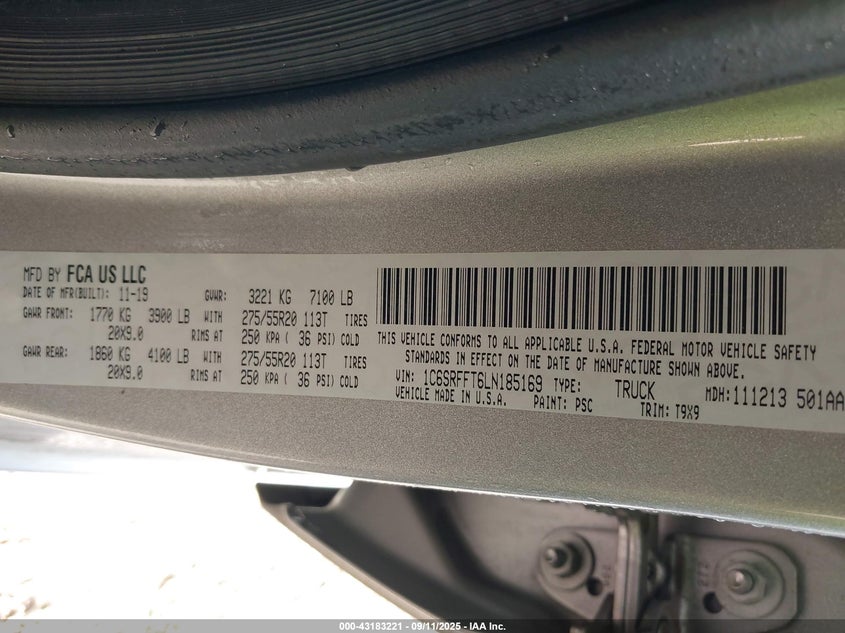 MFD BY FCA US LLC
DATE OF MFR(BUILT): 11-19 GVWR: 3221 KG 7100 LB
GAWR FRONT: 1770 KG 3900 LB WITH 275/55R20 113T TIRES
20X9.0 RIMS AT 250 KPA ( 36 PSI) COLD
GAWR REAR: 1860 KG 4100 LB WITH 275/55R20 113T TIRES
20X9.0 RIMS AT 250 KPA ( 36 PSI) COLD
THIS VEHICLE CONFORMS TO ALL APPLICABLE U.S.A. FEDERAL MOTOR VEHICLE SAFETY
STANDARDS IN EFFECT ON THE DATE OF MANUFACTURE SHOWN ABOVE.
VIN: 1C6SRFFT6LN185169 TYPE: TRUCK MDH:111213 501AA
VEHICLE MADE IN U.S.A. PAINT: PSC TRIM: T9X9
000-43183221 - 09/11/2025 - IAA Inc.